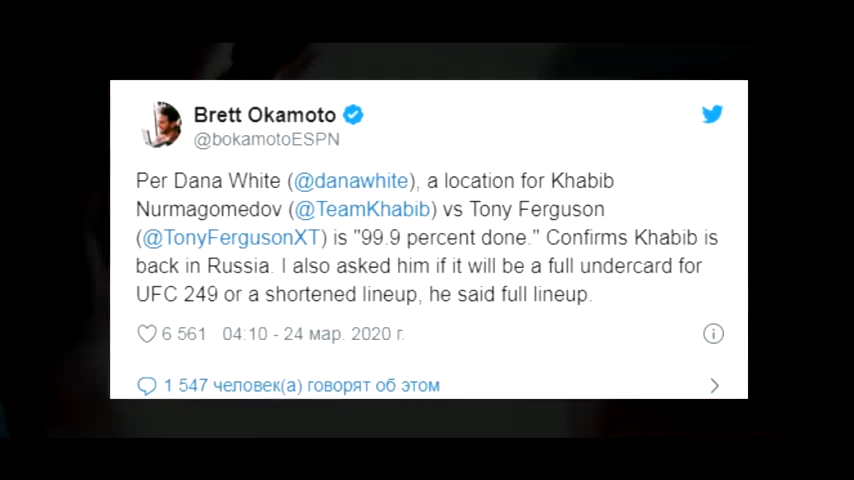 Brett Okamoto
@bokamotoESPN
Per Dana White (@danawhite), a location for Khabib
Nurmagomedov (@TeamKhabib) vs Tony Ferguson
(@TonyFergusonXT) is "99.9 percent done." Confirms Khabib is
back in Russia. I also asked him if it will be a full undercard for
UFC 249 or a shortened lineup, he said full lineup.
6 561 04:10 - 24 мар. 2020 г.
1 547 человек(а) говорят об этом